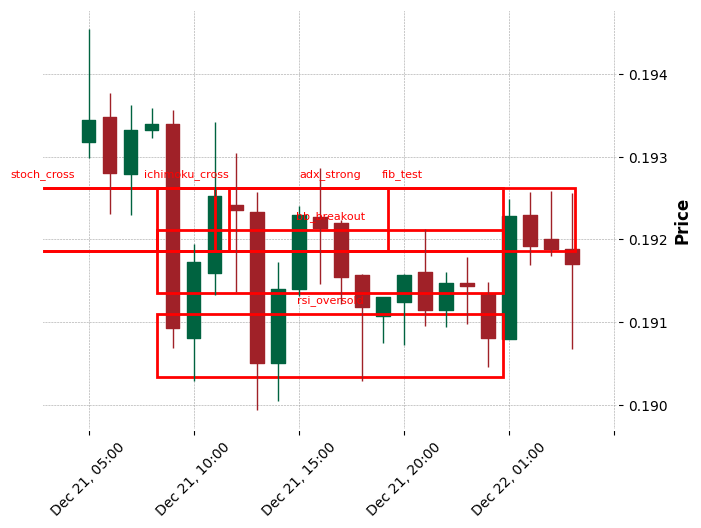 0.194
0.193
stoch_cross
ichimoku_cross
adx_strong
fib_test
bb_breakout
0.192
Price
rsi_oversold
0.191
0.190
Dec 21, 05:00
Dec 21, 10:00
Dec 21, 15:00
Dec 21, 20:00
Dec 22, 01:00